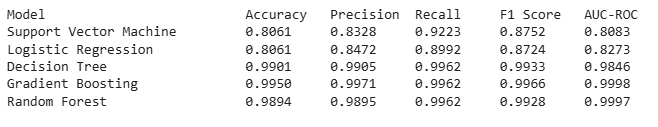 Model Accuracy Precision Recall F1 Score AUC-ROC
Support Vector Machine 0.8061 0.8328 0.9223 0.8752 0.8083
Logistic Regression 0.8061 0.8472 0.8992 0.8724 0.8273
Decision Tree 0.9901 0.9905 0.9962 0.9933 0.9846
Gradient Boosting 0.9950 0.9971 0.9962 0.9966 0.9998
Random Forest 0.9894 0.9895 0.9962 0.9928 0.9997